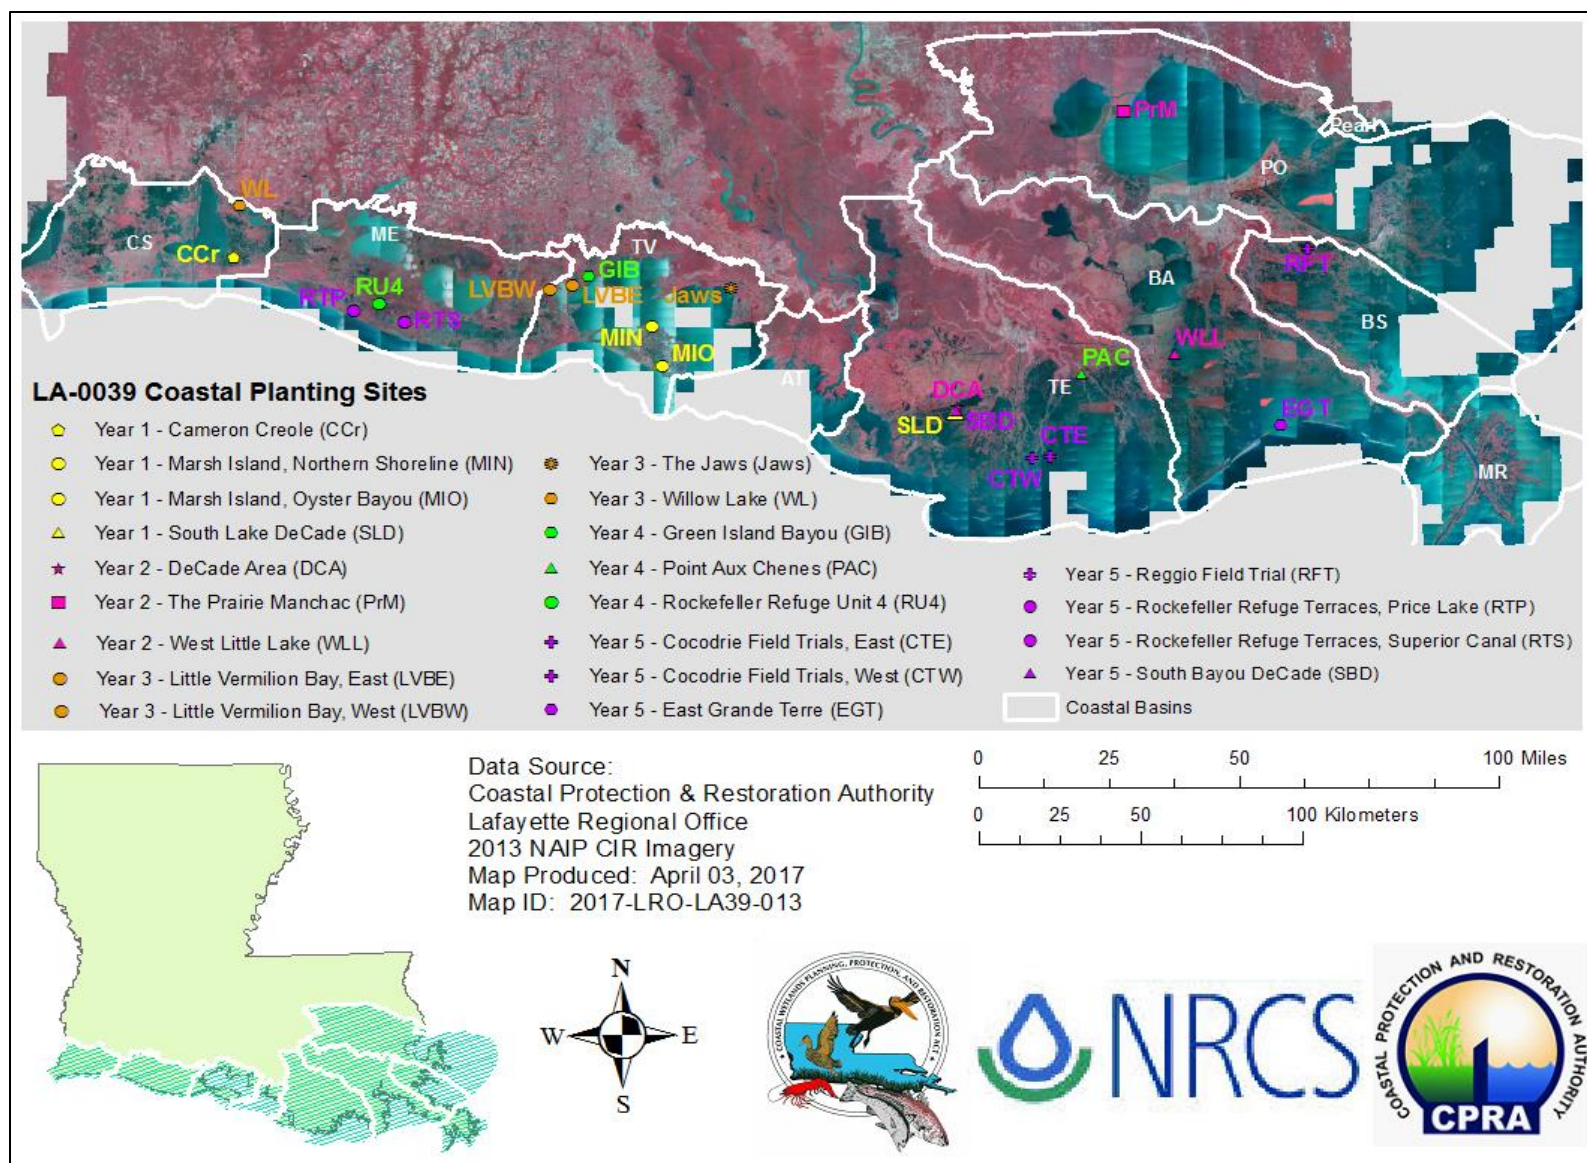 PrM
Pearl
PO
WL
CS
CCr
ME
TV
GIB
LVBW
LVBE
Jaws
RTP
RU4
RTS
MIN
MIO
RFT
BA
BS
WLL
PAC
AT
TE
DCA
SLD
SBD
EGT
CTE
CTW
MR
LA-0039 Coastal Planting Sites
Year 1 - Cameron Creole (CCr)
Year 1 - Marsh Island, Northern Shoreline (MIN)
Year 1 - Marsh Island, Oyster Bayou (MIO)
Year 1 - South Lake DeCade (SLD)
Year 2 - DeCade Area (DCA)
Year 2 - The Prairie Manchac (PrM)
Year 2 - West Little Lake (WLL)
Year 3 - Little Vermilion Bay, East (LVBE)
Year 3 - Little Vermilion Bay, West (LVBW)
Year 3 - The Jaws (Jaws)
Year 3 - Willow Lake (WL)
Year 4 - Green Island Bayou (GIB)
Year 4 - Point Aux Chenes (PAC)
Year 4 - Rockefeller Refuge Unit 4 (RU4)
Year 5 - Cocodrie Field Trials, East (CTE)
Year 5 - Cocodrie Field Trials, West (CTW)
Year 5 - East Grande Terre (EGT)
Year 5 - Reggio Field Trial (RFT)
Year 5 - Rockefeller Refuge Terraces, Price Lake (RTP)
Year 5 - Rockefeller Refuge Terraces, Superior Canal (RTS)
Year 5 - South Bayou DeCade (SBD)
Coastal Basins
Data Source:
Coastal Protection & Restoration Authority
Lafayette Regional Office
2013 NAIP CIR Imagery
Map Produced: April 03, 2017
Map ID: 2017-LRO-LA39-013
0 25 50 100 Miles
0 25 50 100 Kilometers
N
W E
S
COASTAL WETLANDS PLANNING, PROTECTION, AND RESTORATION ACT
NRCS
COASTAL PROTECTION AND RESTORATION AUTHORITY
CPRA